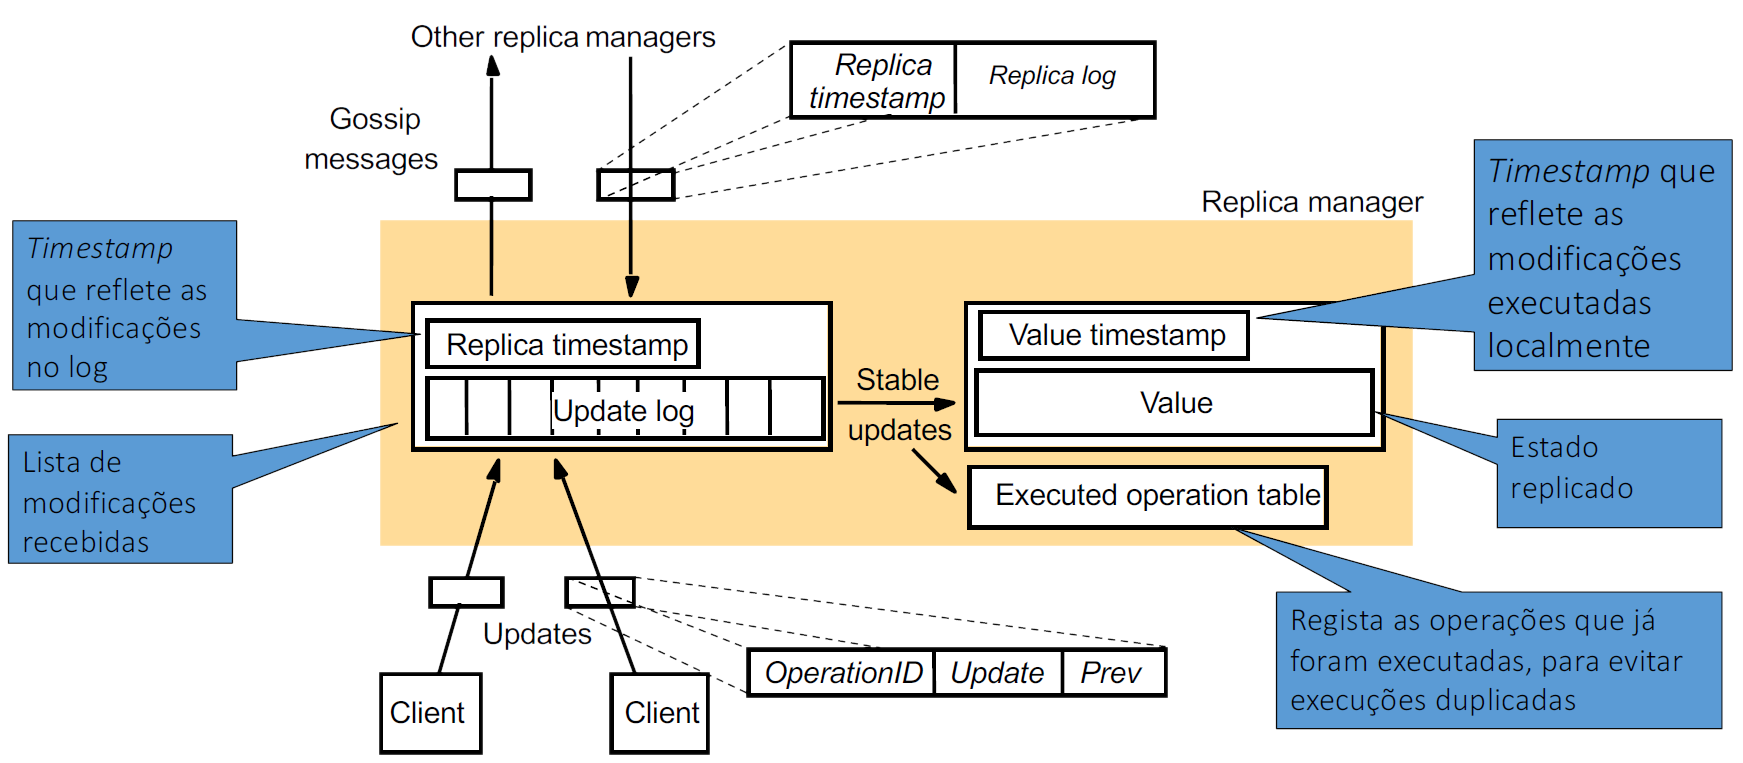 Other replica managers
Replica
timestamp
Replica log
Gossip
messages
Timestamp que
reflete as
modificações
executadas
localmente
Replica manager
Timestamp
que reflete as
modificações
no log
Replica timestamp
Update log
Stable
updates
Value timestamp
Value
Lista de
modificações
recebidas
Estado
replicado
Executed operation table
Updates
OperationID
Update
Prev
Client
Client
Regista as operações que já
foram executadas, para evitar
execuções duplicadas